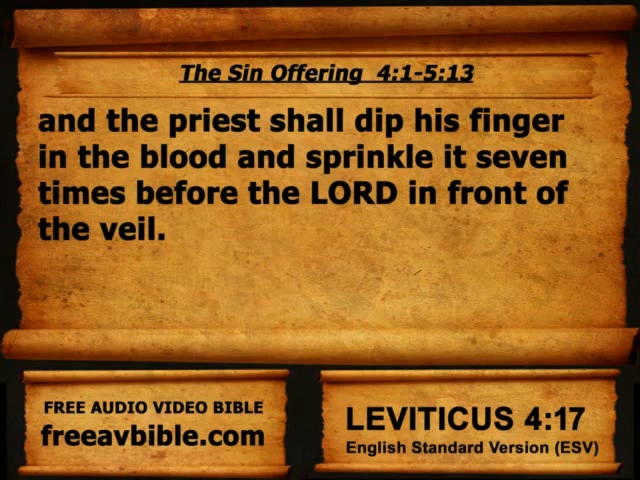 The Sin Offering  4:1-5:13
and the priest shall dip his finger
in the blood and sprinkle it seven
times before the LORD in front of
the veil.
FREE AUDIO VIDEO BIBLE
freeavbible.com
LEVITICUS 4:17
English Standard Version (ESV)